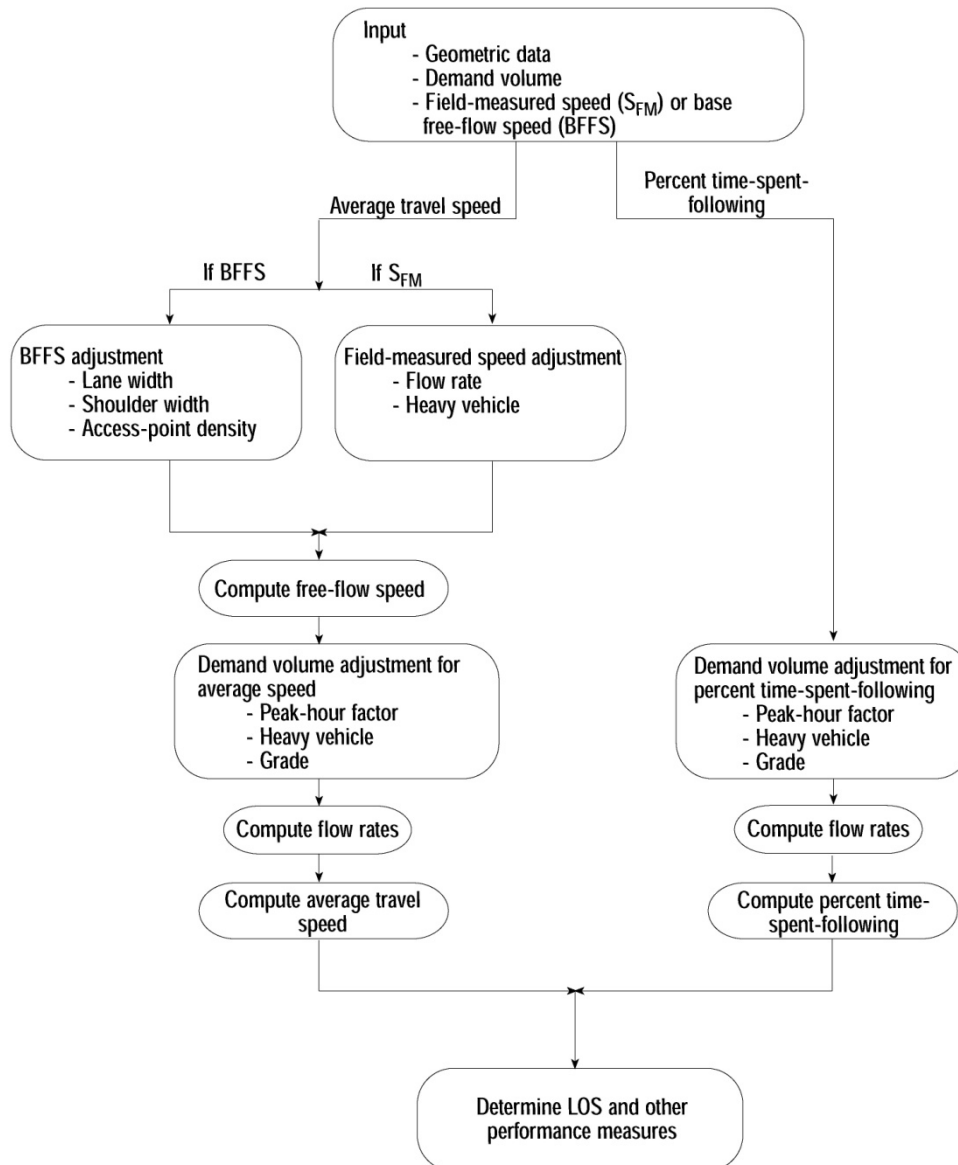 Input
- Geometric data
- Demand volume
- Field-measured speed (SFM) or base
free-flow speed (BFFS)
Average travel speed
Percent time-spent-
following
If BFFS
If SFM
BFFS adjustment
- Lane width
- Shoulder width
- Access-point density
Field-measured speed adjustment
- Flow rate
- Heavy vehicle
Compute free-flow speed
Demand volume adjustment for
average speed
- Peak-hour factor
- Heavy vehicle
- Grade
Demand volume adjustment for
percent time-spent-following
- Peak-hour factor
- Heavy vehicle
- Grade
Compute flow rates
Compute flow rates
Compute average travel
speed
Compute percent time-
spent-following
Determine LOS and other
performance measures